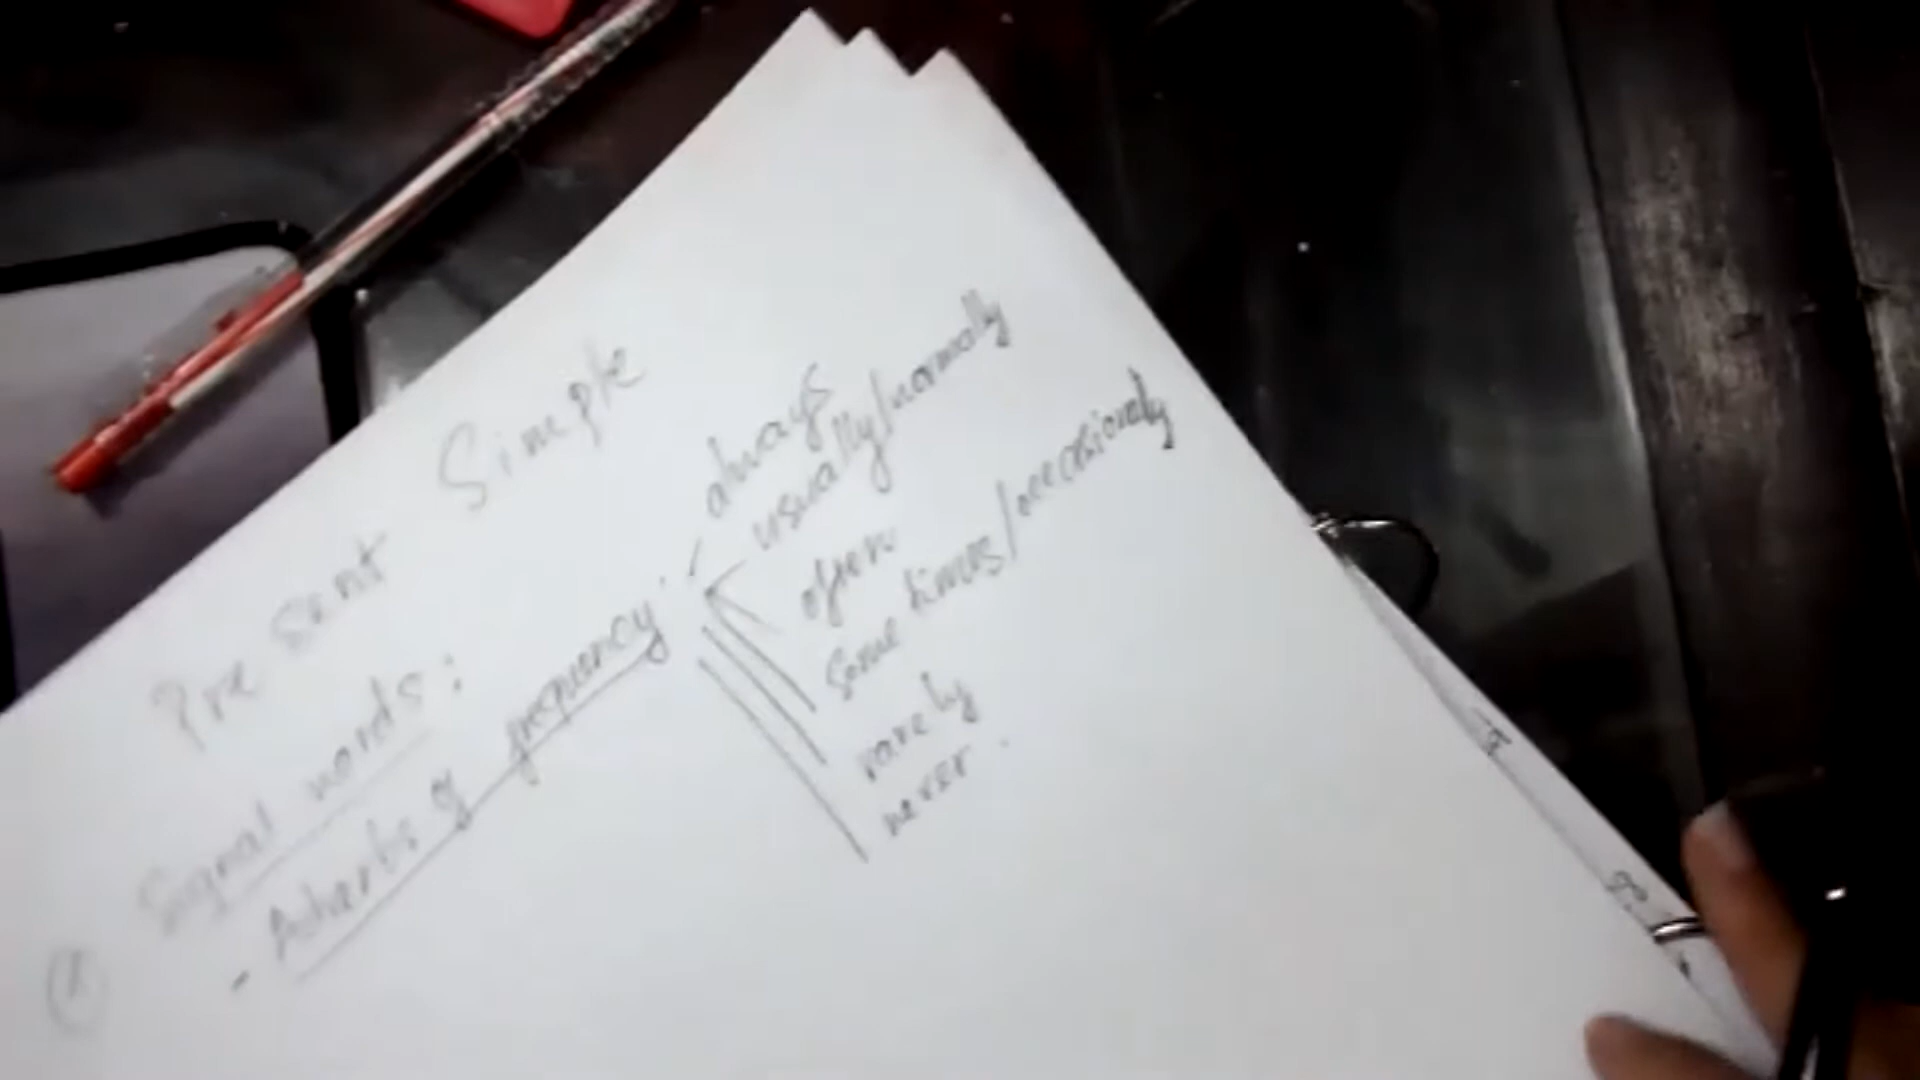 Present Simple
① Signal words:
- Adverbs of frequency:
always
usually/normally
often
sometimes/occasionally
rarely
never.